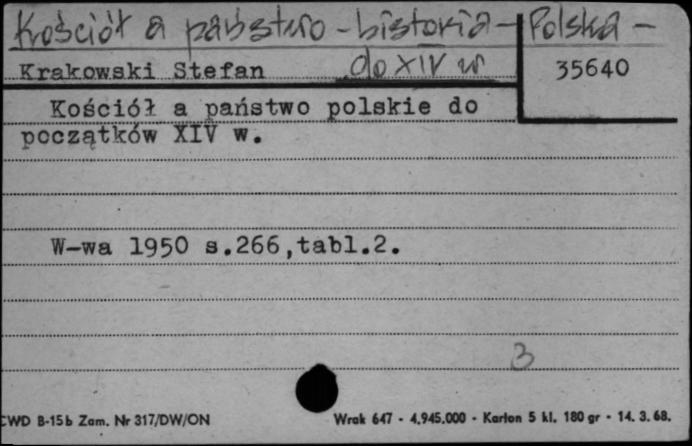 Kościół a państwo - historia - Polska -
do XIV w
Krakowski Stefan
35640
Kościół a państwo polskie do
początków XIV w.
W-wa 1950 s.266,tabl.2.
3
CWD B-15b Zam. Nr 317/DW/ON
Wrak 647 - 4.945.000 - Karton 5 kl. 180 gr - 14. 3. 68.